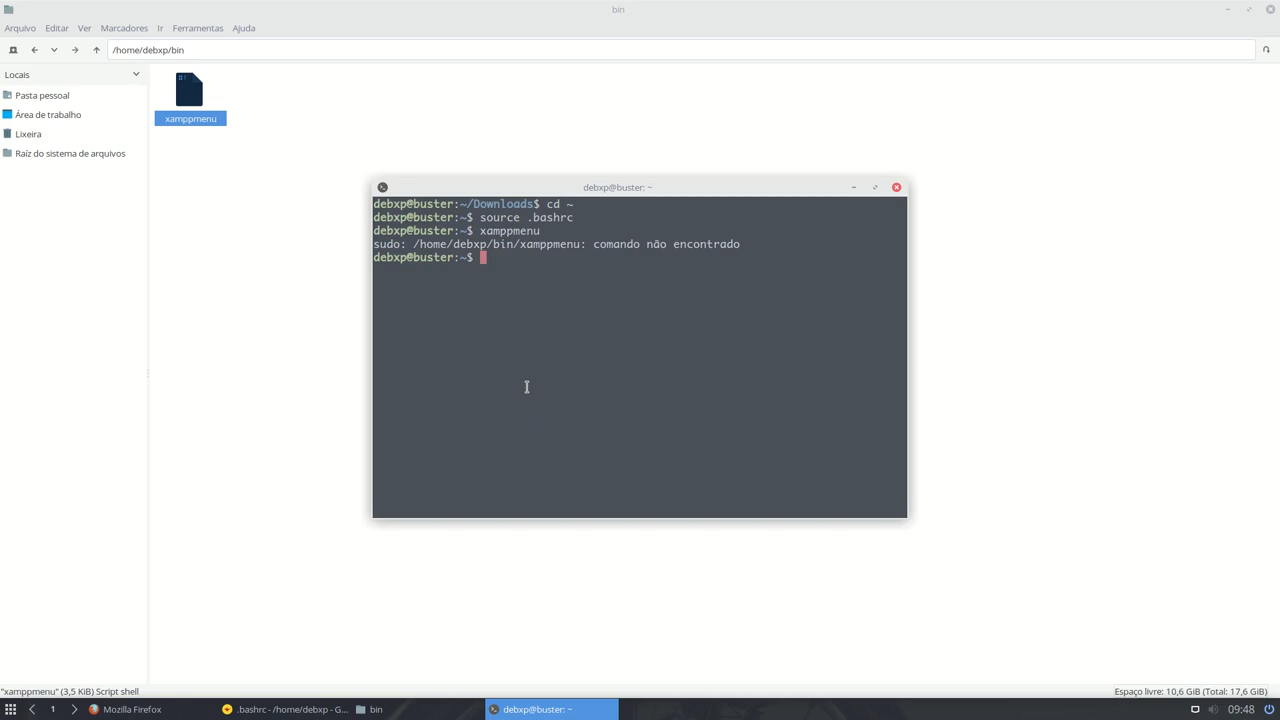 bin
Arquivo Editar Ver Marcadores Ir Ferramentas Ajuda
/home/debxp/bin
Locais
Pasta pessoal
Área de trabalho
Lixeira
Raíz do sistema de arquivos
xamppmenu
debxp@buster: ~
debxp@buster:~/Downloads$ cd ~
debxp@buster:~$ source .bashrc
debxp@buster:~$ xamppmenu
sudo: /home/debxp/bin/xamppmenu: comando não encontrado
debxp@buster:~$
"xamppmenu" (3,5 KiB) Script shell
Espaço livre: 10,6 GiB (Total: 17,6 GiB)
1 Mozilla Firefox .bashrc - /home/debxp - G... bin debxp@buster: ~ 09:48